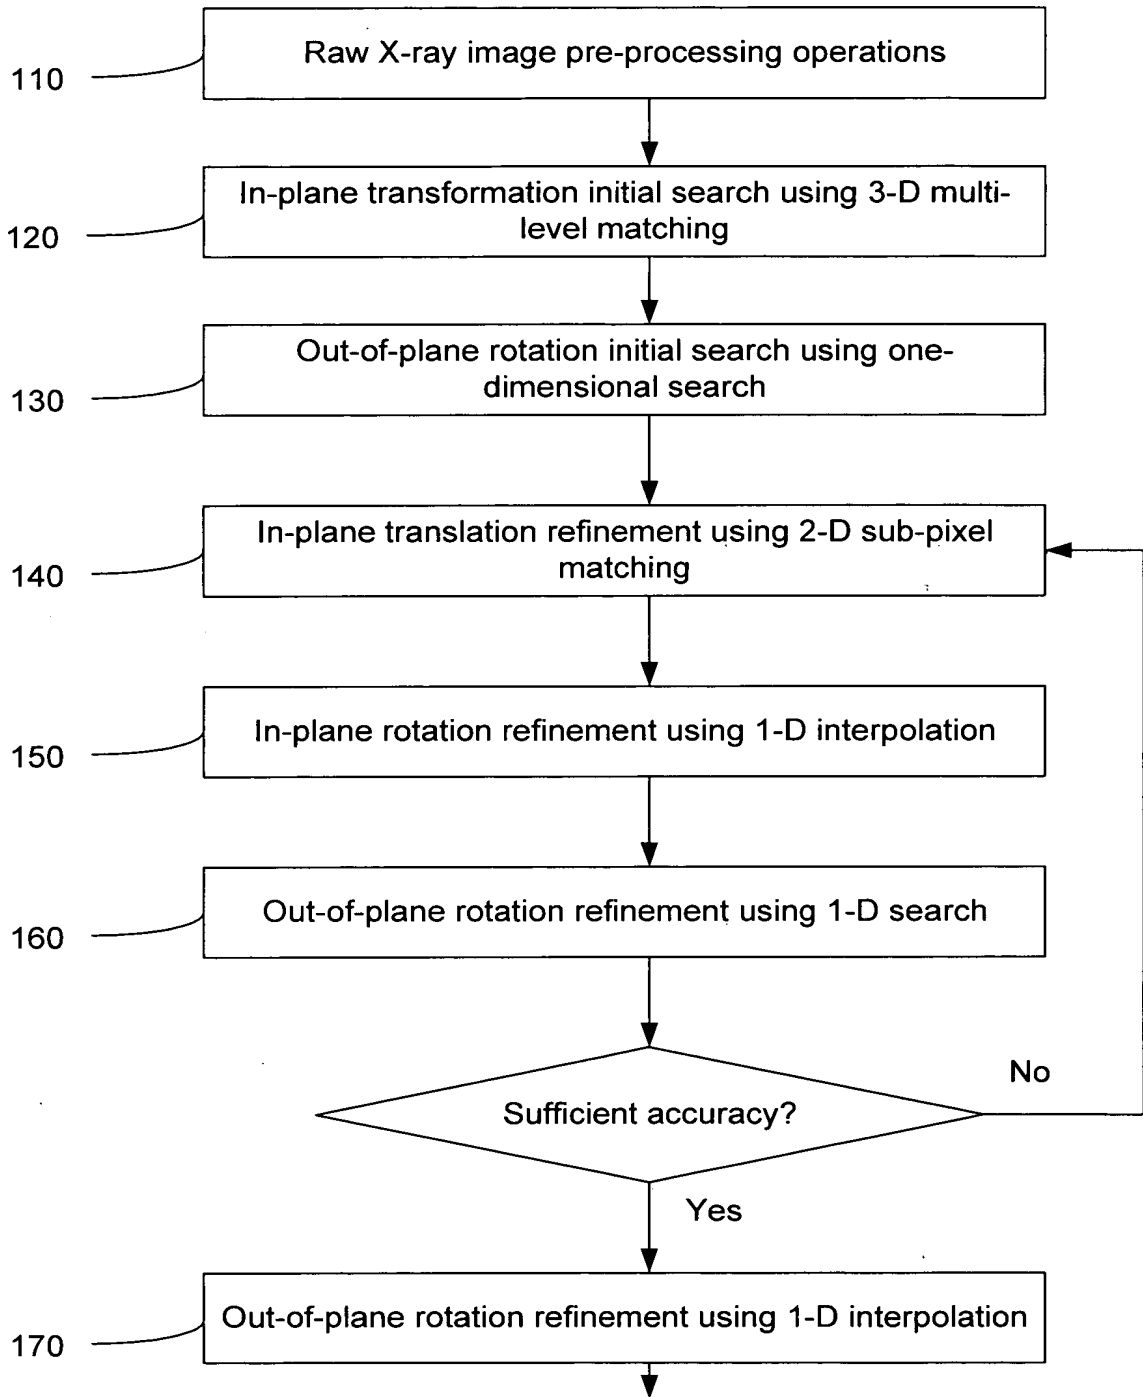 Raw X-ray image pre-processing operations
110
In-plane transformation initial search using 3-D multi-
level matching
120
Out-of-plane rotation initial search using one-
dimensional search
130
In-plane translation refinement using 2-D sub-pixel
matching
140
In-plane rotation refinement using 1-D interpolation
150
Out-of-plane rotation refinement using 1-D search
160
No
Sufficient accuracy?
Yes
Out-of-plane rotation refinement using 1-D interpolation
170